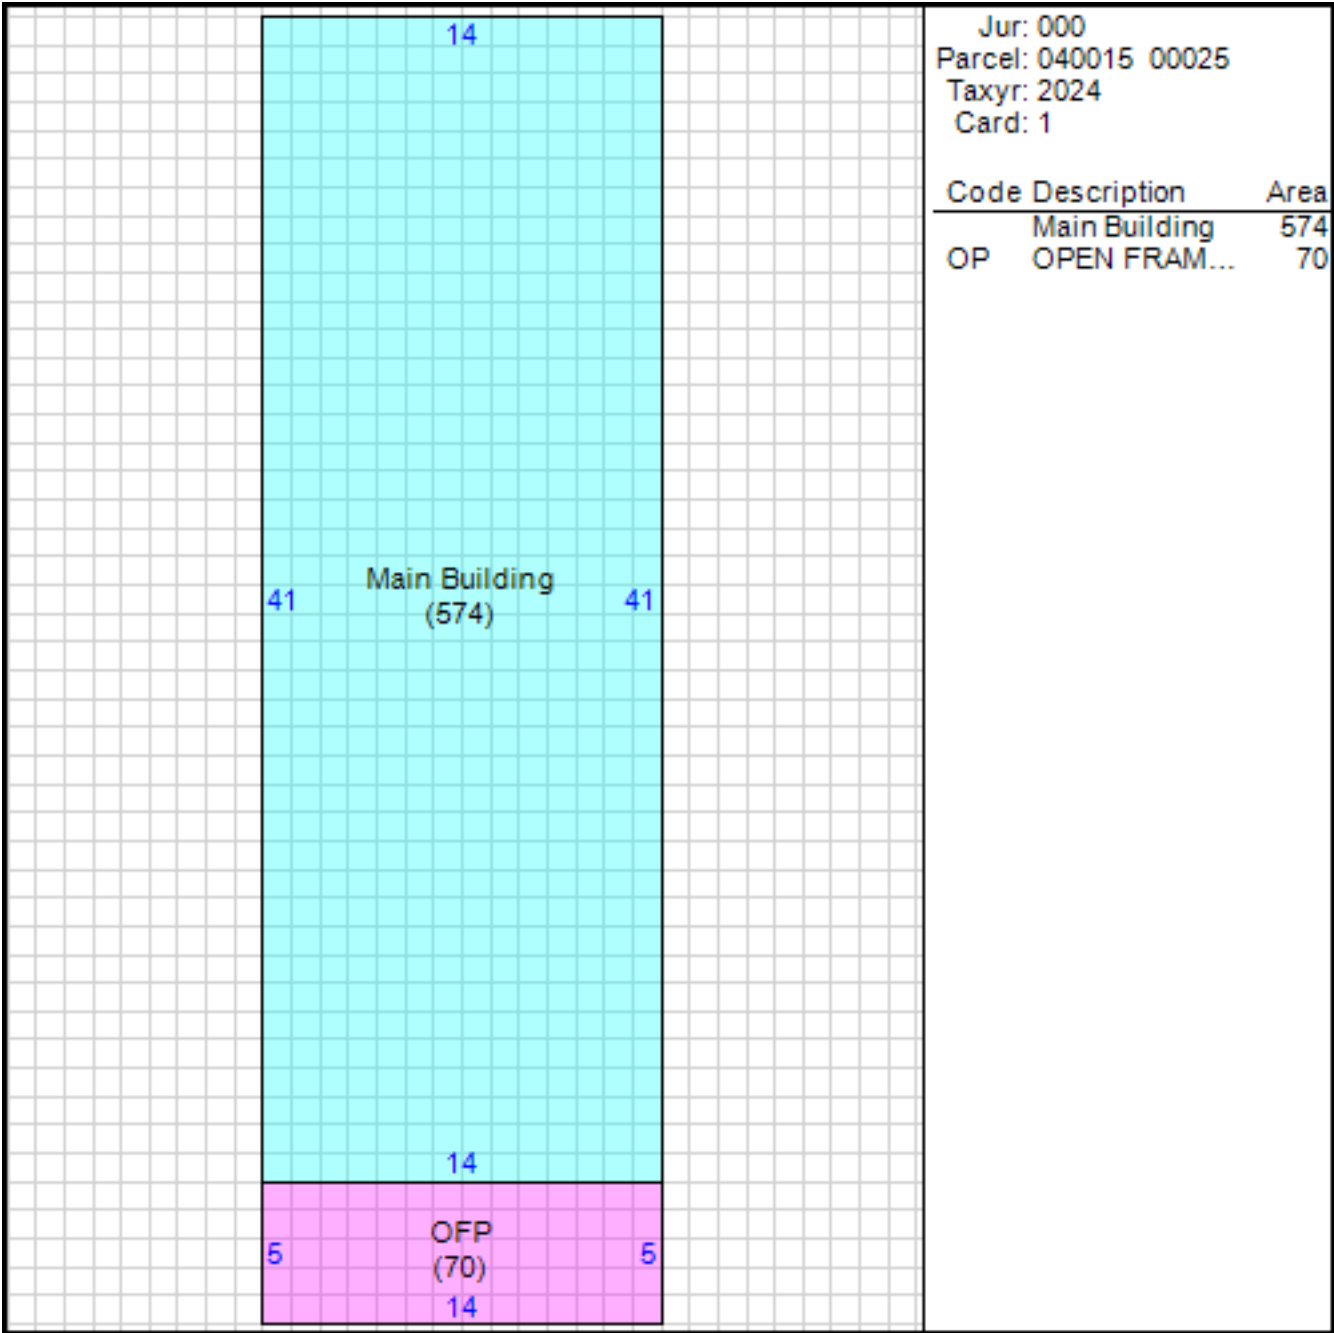 14
41
Main Building
(574)
41
14
OFP
(70)
5
5
14
Jur: 000
Parcel: 040015 00025
Taxyr: 2024
Card: 1
Code Description Area
Main Building 574
OP OPEN FRAM... 70